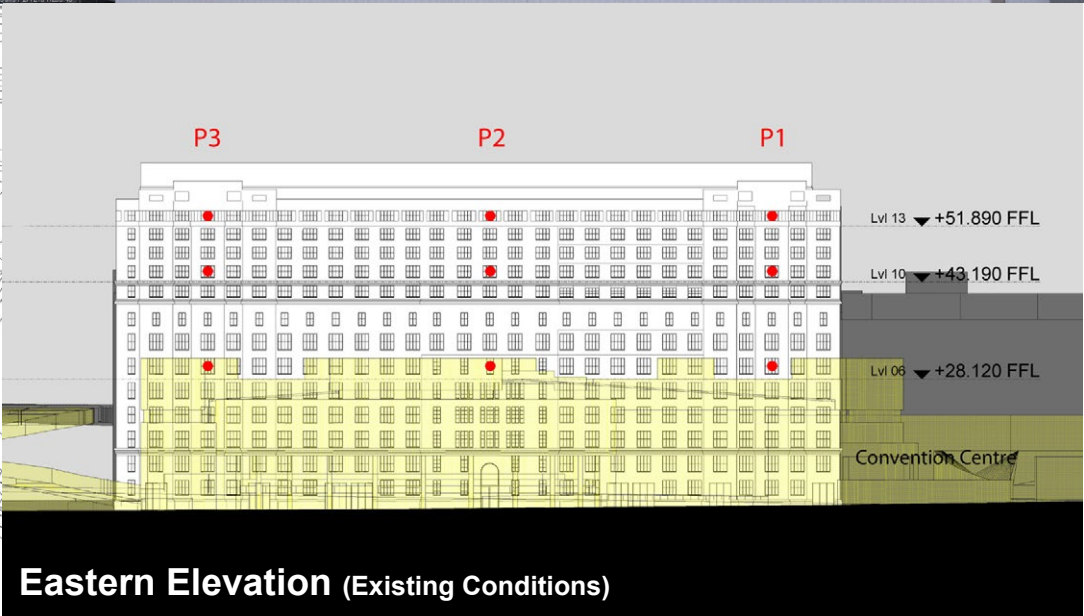 P3 P2 P1
Lvl 13 +51.890 FFL
Lvl 10 +43.190 FFL
Lvl 06 +28.120 FFL
Convention Centre
Eastern Elevation (Existing Conditions)